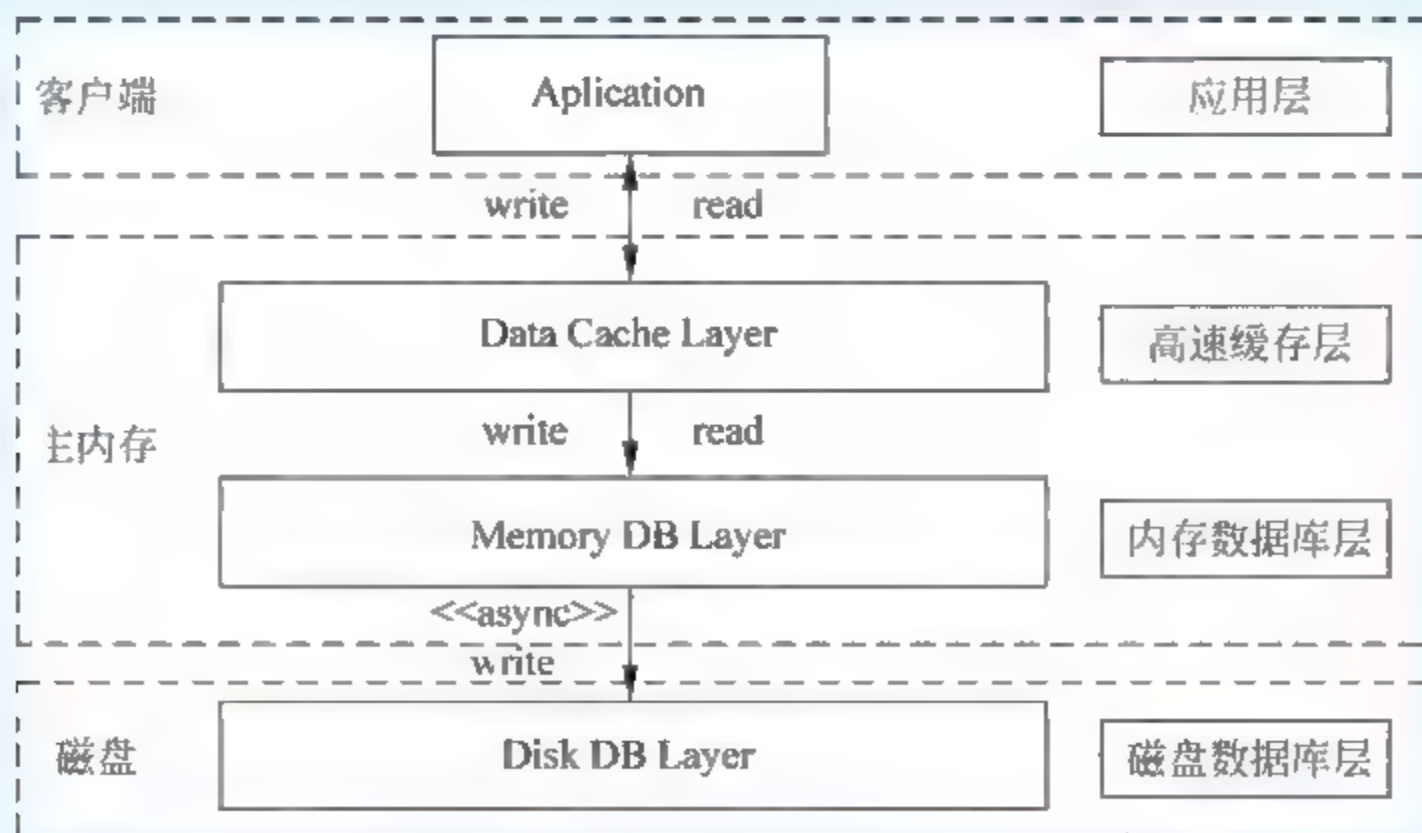 客户端
Aplication
应用层
write read
Data Cache Layer
高速缓存层
write read
主内存
Memory DB Layer
内存数据库层
<<async>>
write
磁盘
Disk DB Layer
磁盘数据库层